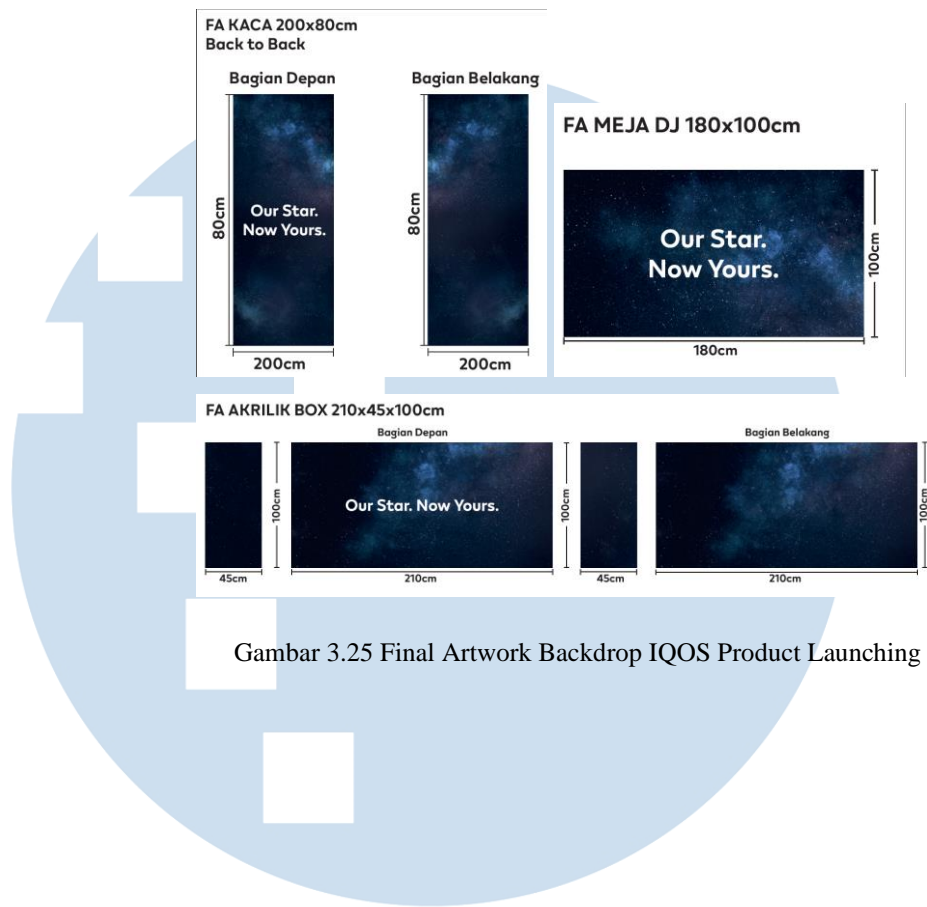 FA KACA 200x80cm
Back to Back
Bagian Depan
Bagian Belakang
80cm
Our Star.
Now Yours.
200cm
80cm
200cm
FA MEJA DJ 180x100cm
Our Star.
Now Yours.
100cm
180cm
FA AKRILIK BOX 210x45x100cm
Bagian Depan
Bagian Belakang
100cm
Our Star. Now Yours.
100cm
100cm
45cm
210cm
45cm
210cm
Gambar 3.25 Final Artwork Backdrop IQOS Product Launching